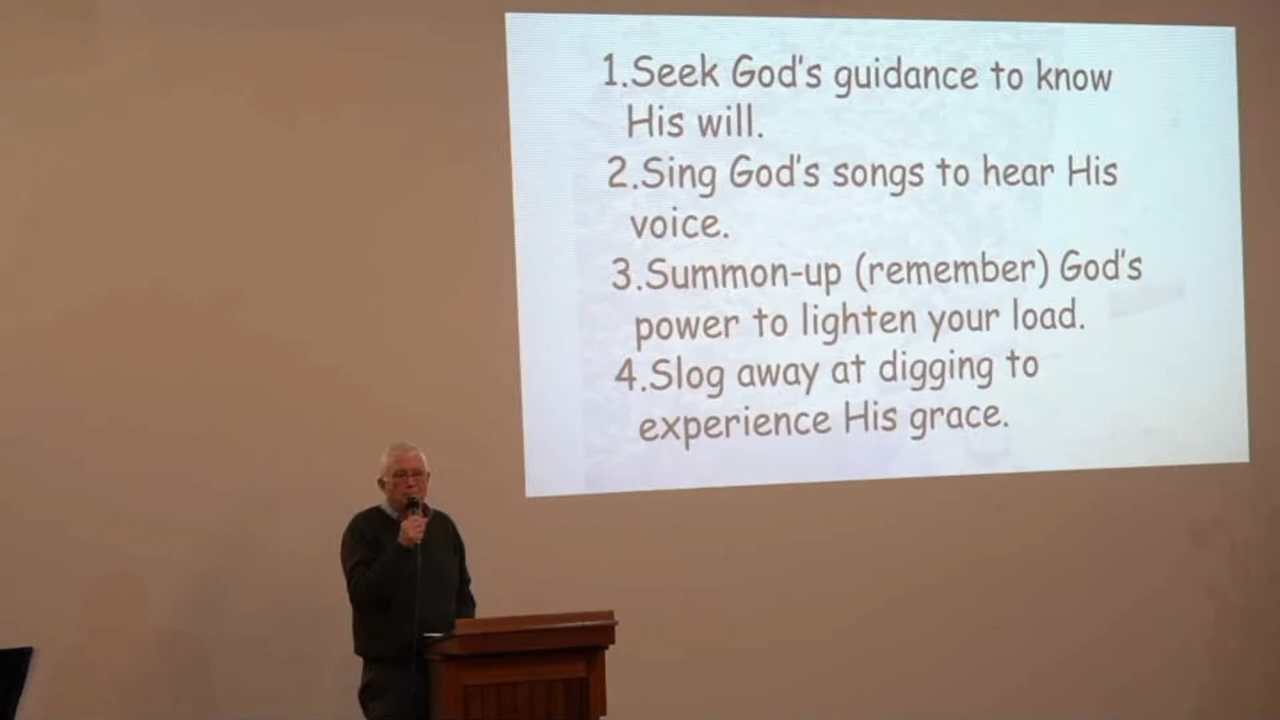 1.Seek God's guidance to know
His will.
2.Sing God's songs to hear His
voice.
3.Summon-up (remember) God's
power to lighten your load.
4.Slog away at digging to
experience His grace.